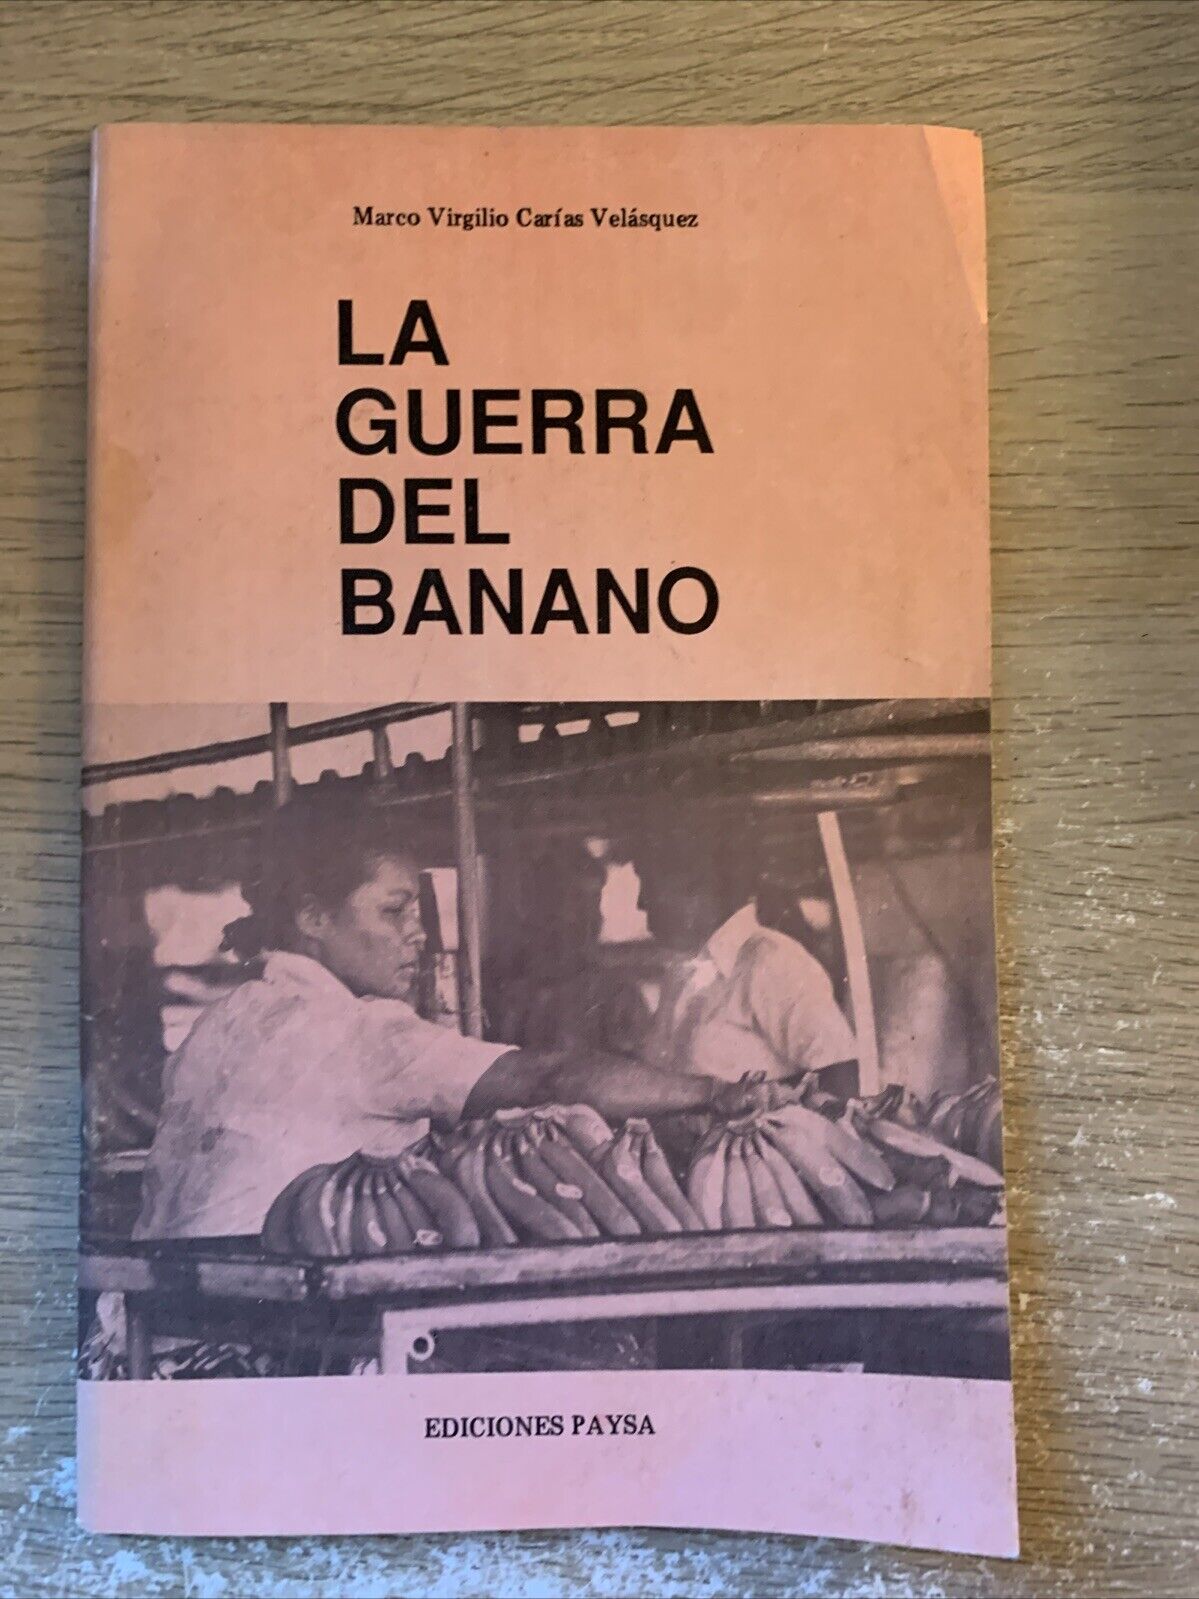 Marco Virgilio Carías Velásquez
LA
GUERRA
DEL
BANANO
EDICIONES PAYSA